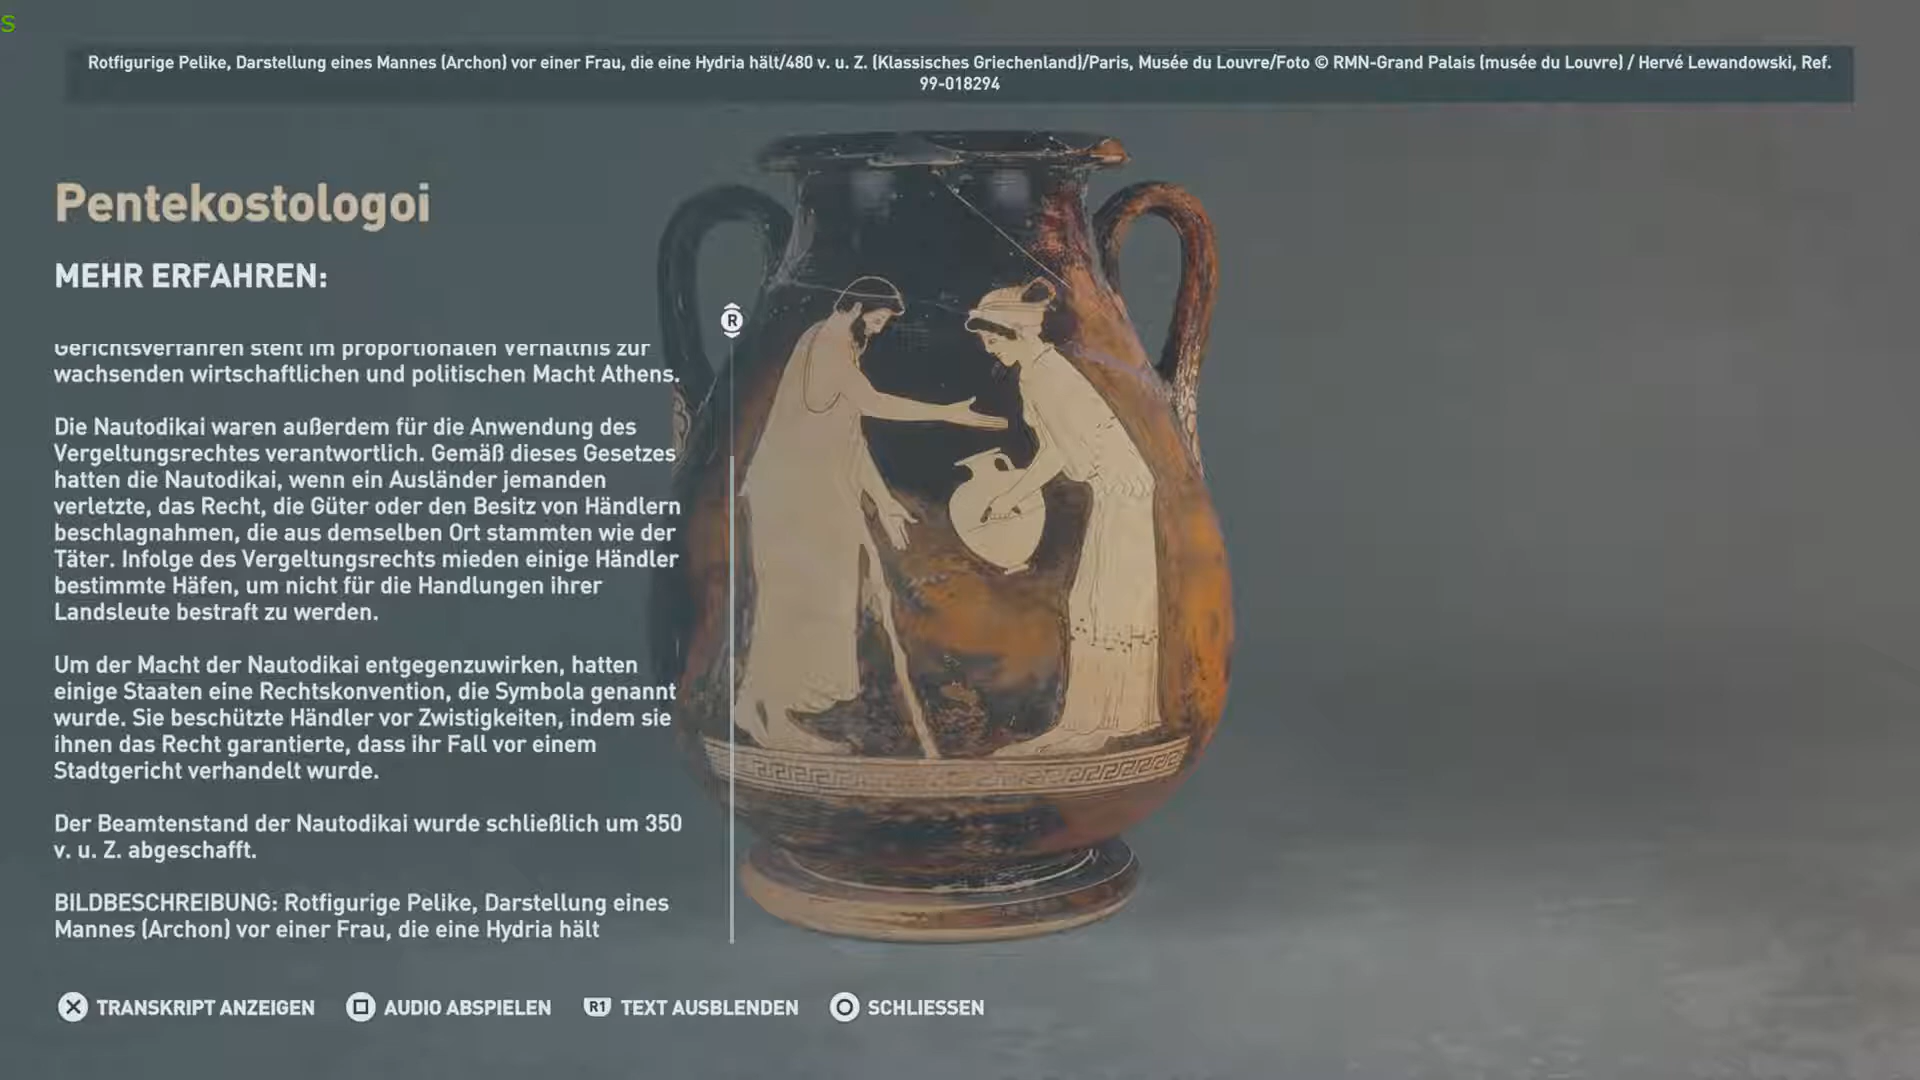 S
Rotfigurige Pelike, Darstellung eines Mannes (Archon) vor einer Frau, die eine Hydria hält/480 v. u. Z. (Klassisches Griechenland)/Paris, Musée du Louvre/Foto © RMN-Grand Palais (musée du Louvre) / Hervé Lewandowski, Ref.
99-018294
Pentekostologoi
MEHR ERFAHREN:
R
Gerichtsverfahren steht im proportionalen Verhältnis zur
wachsenden wirtschaftlichen und politischen Macht Athens.
Die Nautodikai waren außerdem für die Anwendung des
Vergeltungsrechtes verantwortlich. Gemäß dieses Gesetzes
hatten die Nautodikai, wenn ein Ausländer jemanden
verletzte, das Recht, die Güter oder den Besitz von Händlern
beschlagnahmen, die aus demselben Ort stammten wie der
Täter. Infolge des Vergeltungsrechts mieden einige Händler
bestimmte Häfen, um nicht für die Handlungen ihrer
Landsleute bestraft zu werden.
Um der Macht der Nautodikai entgegenzuwirken, hatten
einige Staaten eine Rechtskonvention, die Symbola genannt
wurde. Sie beschützte Händler vor Zwistigkeiten, indem sie
ihnen das Recht garantierte, dass ihr Fall vor einem
Stadtgericht verhandelt wurde.
Der Beamtenstand der Nautodikai wurde schließlich um 350
v. u. Z. abgeschafft.
BILDBESCHREIBUNG: Rotfigurige Pelike, Darstellung eines
Mannes (Archon) vor einer Frau, die eine Hydria hält
TRANSKRIPT ANZEIGEN AUDIO ABSPIELEN R1 TEXT AUSBLENDEN SCHLIESSEN